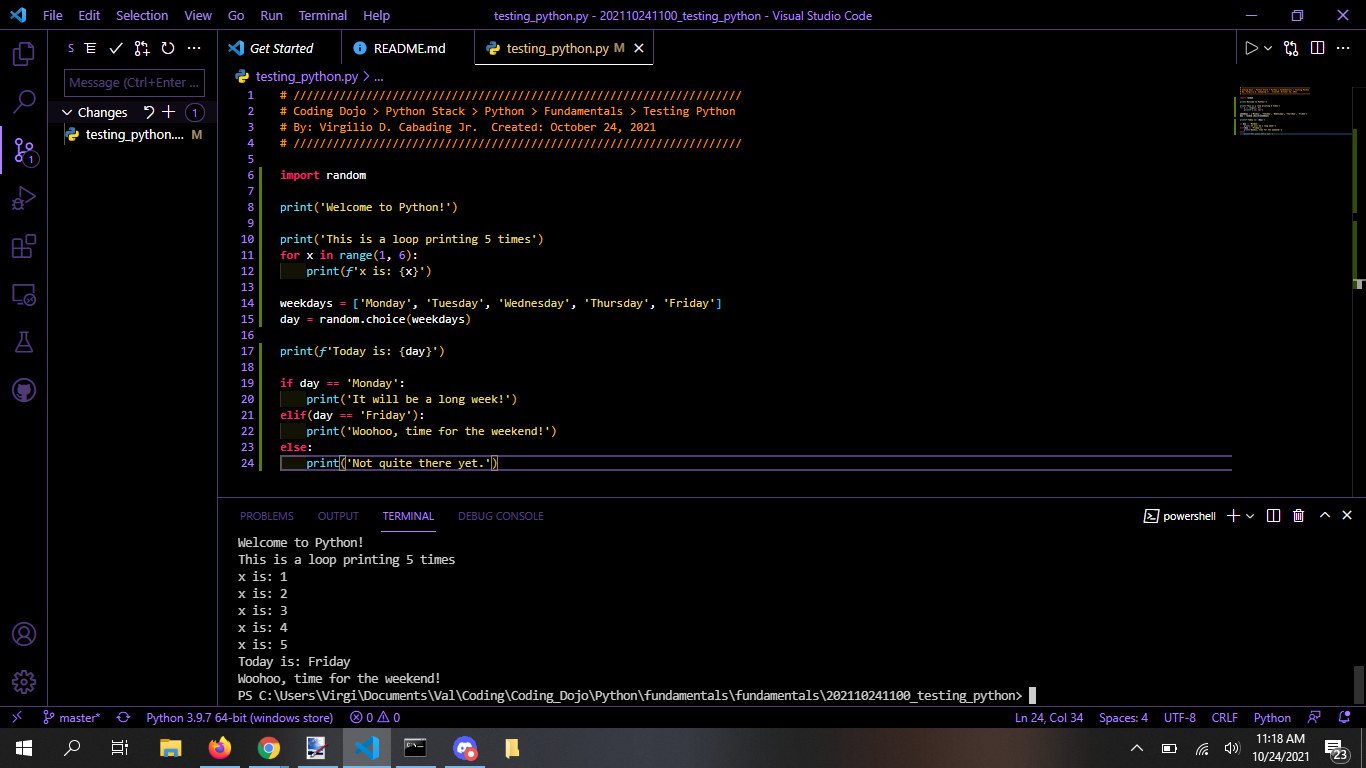 File Edit Selection View Go Run Terminal Help testing_python.py - 202110241100_testing_python - Visual Studio Code
S
Get Started README.md testing_python.py M
Message (Ctrl+Enter ...
Changes 1
testing_python.... M
1
testing_python.py > ...
1 # ////////////////////////////////////////////////////////////////////
2 # Coding Dojo > Python Stack > Python > Fundamentals > Testing Python
3 # By: Virgilio D. Cabading Jr.  Created: October 24, 2021
4 # ////////////////////////////////////////////////////////////////////
5
6 import random
7
8 print('Welcome to Python!')
9
10 print('This is a loop printing 5 times')
11 for x in range(1, 6):
12     print(f'x is: {x}')
13
14 weekdays = ['Monday', 'Tuesday', 'Wednesday', 'Thursday', 'Friday']
15 day = random.choice(weekdays)
16
17 print(f'Today is: {day}')
18
19 if day == 'Monday':
20     print('It will be a long week!')
21 elif(day == 'Friday'):
22     print('Woohoo, time for the weekend!')
23 else:
24     print('Not quite there yet.')
PROBLEMS OUTPUT TERMINAL DEBUG CONSOLE powershell
Welcome to Python!
This is a loop printing 5 times
x is: 1
x is: 2
x is: 3
x is: 4
x is: 5
Today is: Friday
Woohoo, time for the weekend!
PS C:\Users\Virgi\Documents\Val\Coding\Coding_Dojo\Python\fundamentals\fundamentals\202110241100_testing_python>
master* Python 3.9.7 64-bit (windows store) 0 0 Ln 24, Col 34 Spaces: 4 UTF-8 CRLF Python
11:18 AM
10/24/2021
23